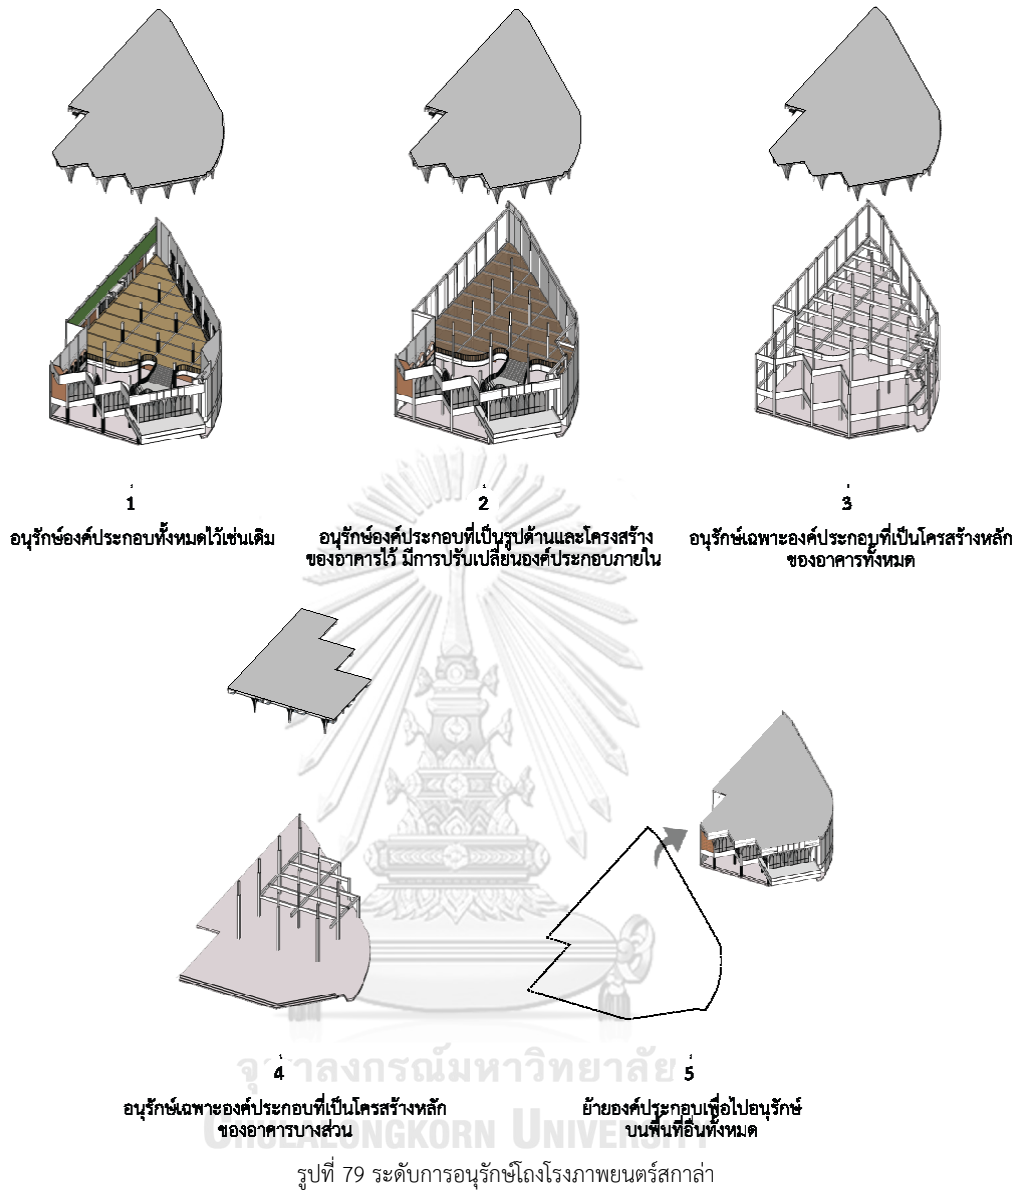 1
อนุรักษ์องค์ประกอบทั้งหมดไว้เช่นเดิม
2
อนุรักษ์องค์ประกอบที่เป็นรูปด้านและโครงสร้าง
ของอาคารไว้ มีการปรับเปลี่ยนองค์ประกอบภายใน
3
อนุรักษ์เฉพาะองค์ประกอบที่เป็นโครสร้างหลัก
ของอาคารทั้งหมด
4
อนุรักษ์เฉพาะองค์ประกอบที่เป็นโครสร้างหลัก
ของอาคารบางส่วน
5
ย้ายองค์ประกอบเพื่อไปอนุรักษ์
บนพื้นที่อื่นทั้งหมด
จุฬาลงกรณ์มหาวิทยาลัย
CHULALONGKORN UNIVERSITY
รูปที่ 79 ระดับการอนุรักษ์โถงโรงภาพยนตร์สกาล่า